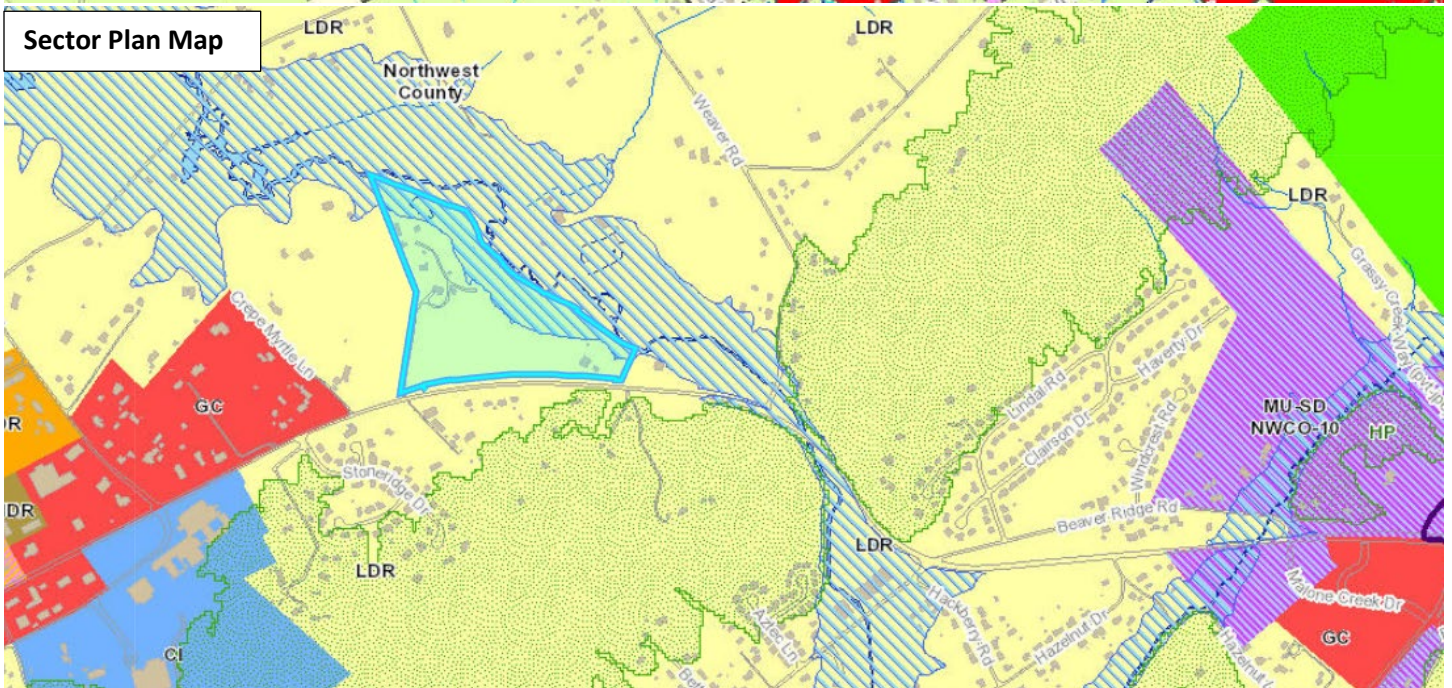 Sector Plan Map
LDR
LDR
Northwest
County
Weaver Rd
LDR
Grassy Creek Way (pvt)
Crepe Myrtle Ln
GC
DR
Lindal Rd
Haverty Dr
Clairson Dr
Windcrest Rd
MU-SD
NWCO-10
HP
Stoneridge Dr
DR
Beaver Ridge Rd
LDR
LDR
Malone Creek Dr
Hackberry Rd
Aztec Ln
Hazelnut Dr
Hazelnut
GC
CI